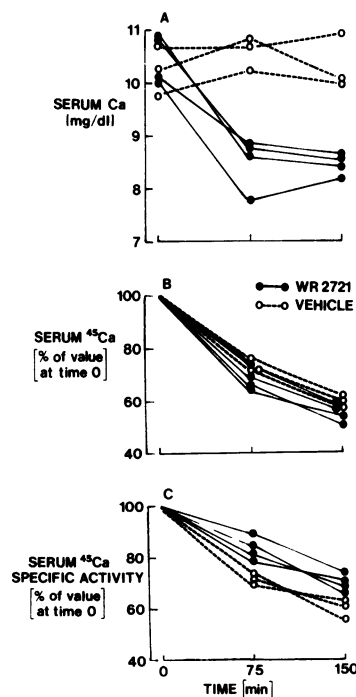 A
11
10
SERUM Ca
[mg/dl]
9
8
7
B
WR 2721
VEHICLE
100
SERUM ⁴⁵Ca
[% of value]
at time 0
80
60
40
C
100
SERUM ⁴⁵Ca
SPECIFIC ACTIVITY
[% of value]
at time 0
80
60
40
0
75
150
TIME [min]